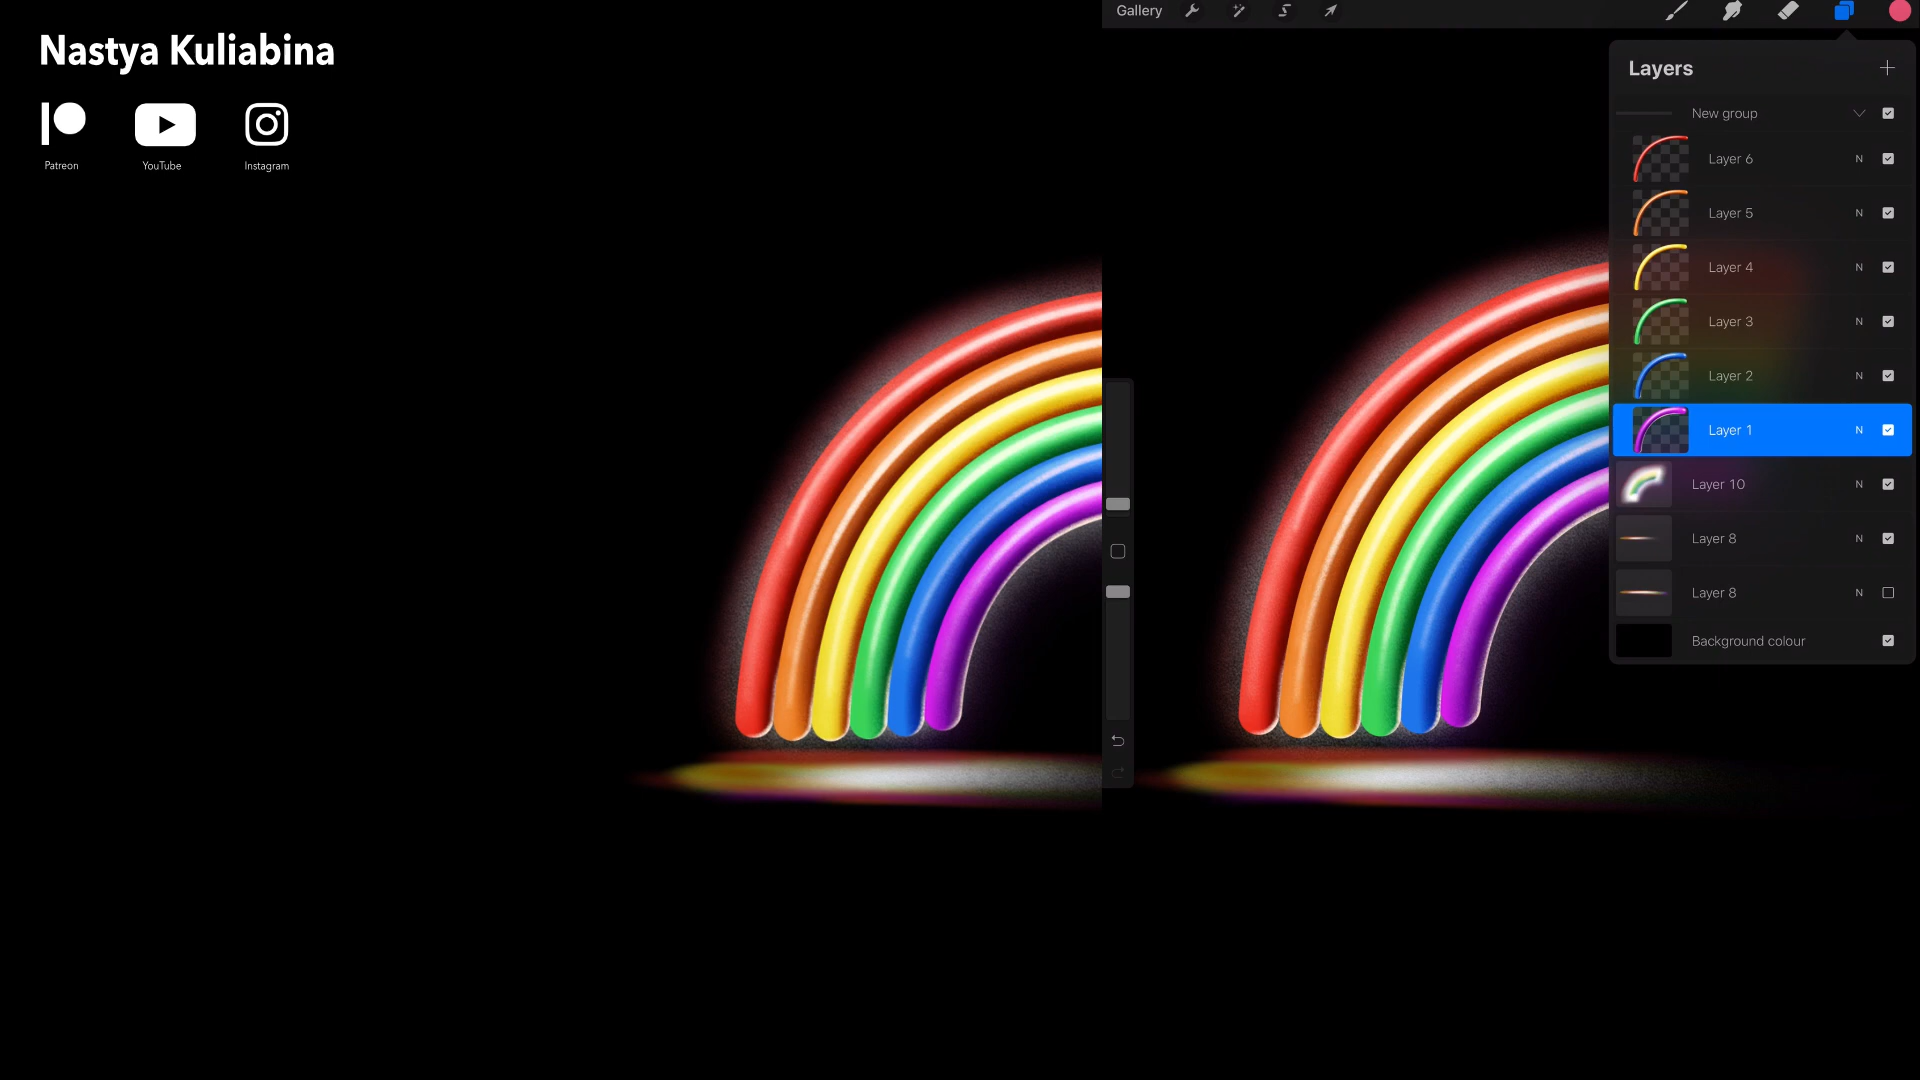 Nastya Kuliabina
Patreon
YouTube
Instagram
Gallery
Layers
New group
Layer 6 N
Layer 5 N
Layer 4 N
Layer 3 N
Layer 2 N
Layer 1 N
Layer 10 N
Layer 8 N
Layer 8 N
Background colour